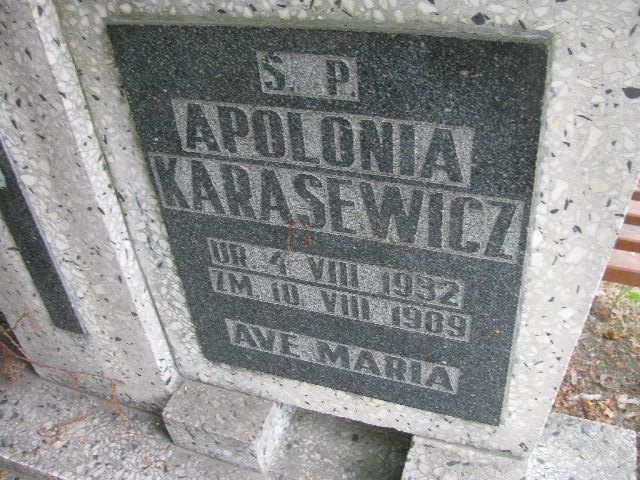 Ś. P.
APOLONIA
KARASEWICZ
UR. 4 VIII 1932
ZM. 10 VIII 1989
AVE MARIA